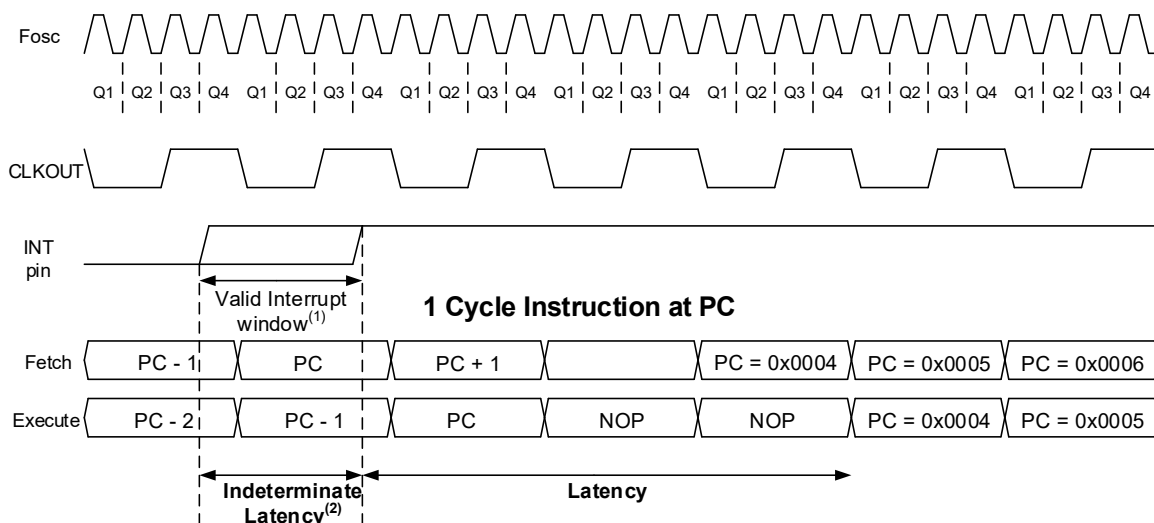 Fosc
Q1 Q2 Q3 Q4 Q1 Q2 Q3 Q4 Q1 Q2 Q3 Q4 Q1 Q2 Q3 Q4 Q1 Q2 Q3 Q4 Q1 Q2 Q3 Q4 Q1 Q2 Q3 Q4
CLKOUT
INT
pin
Valid Interrupt
window(1)
1 Cycle Instruction at PC
Fetch PC - 1 PC PC + 1 PC = 0x0004 PC = 0x0005 PC = 0x0006
Execute PC - 2 PC - 1 PC NOP NOP PC = 0x0004 PC = 0x0005
Indeterminate
Latency(2)
Latency